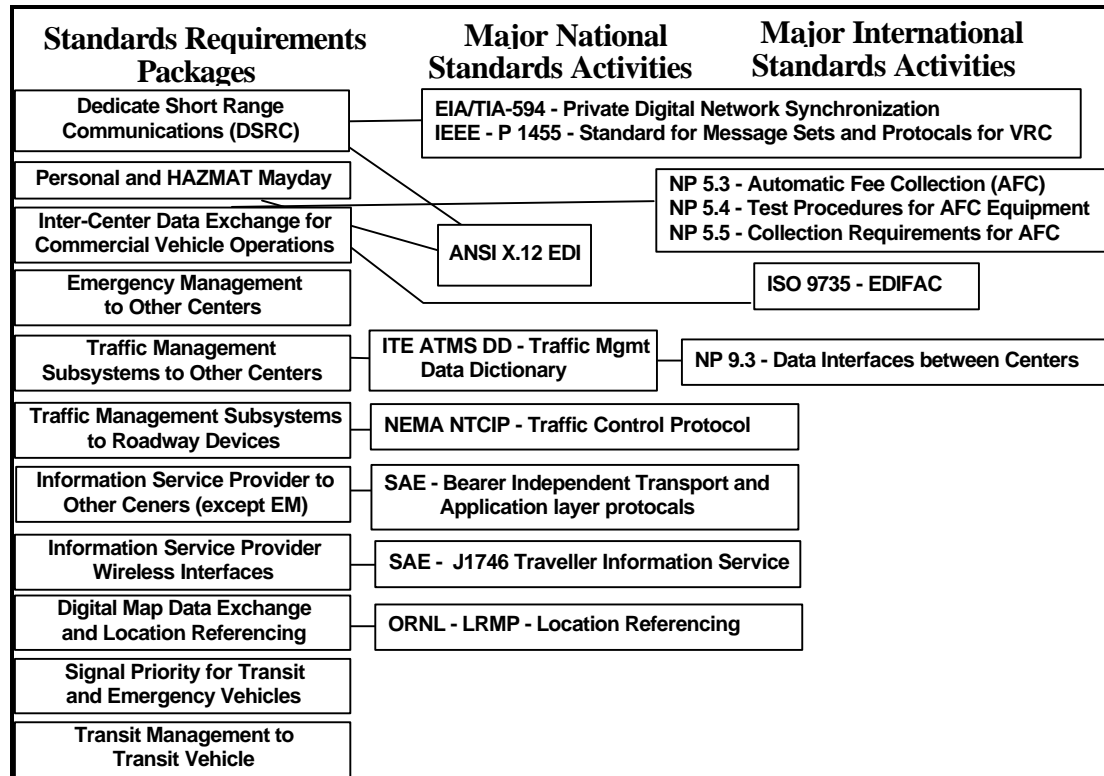 Standards Requirements
Packages
Major National
Standards Activities
Major International
Standards Activities
Dedicate Short Range
Communications (DSRC)
EIA/TIA-594 - Private Digital Network Synchronization
IEEE - P 1455 - Standard for Message Sets and Protocals for VRC
Personal and HAZMAT Mayday
NP 5.3 - Automatic Fee Collection (AFC)
NP 5.4 - Test Procedures for AFC Equipment
NP 5.5 - Collection Requirements for AFC
Inter-Center Data Exchange for
Commercial Vehicle Operations
ANSI X.12 EDI
ISO 9735 - EDIFAC
Emergency Management
to Other Centers
Traffic Management
Subsystems to Other Centers
ITE ATMS DD - Traffic Mgmt
Data Dictionary
NP 9.3 - Data Interfaces between Centers
Traffic Management Subsystems
to Roadway Devices
NEMA NTCIP - Traffic Control Protocol
Information Service Provider to
Other Ceners (except EM)
SAE - Bearer Independent Transport and
Application layer protocals
Information Service Provider
Wireless Interfaces
SAE - J1746 Traveller Information Service
Digital Map Data Exchange
and Location Referencing
ORNL - LRMP - Location Referencing
Signal Priority for Transit
and Emergency Vehicles
Transit Management to
Transit Vehicle